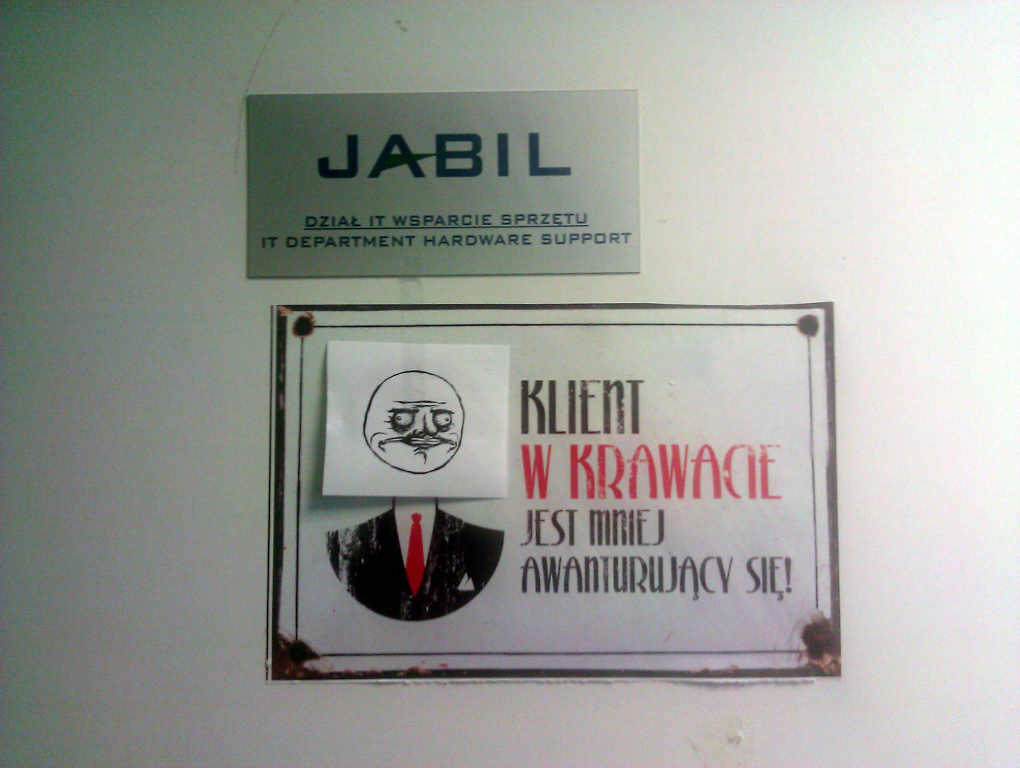 JABIL
DZIAŁ IT WSPARCIE SPRZĘTU
IT DEPARTMENT HARDWARE SUPPORT
KLIENT
W KRAWACIE
JEST MNIEJ
AWANTURUJĄCY SIĘ!